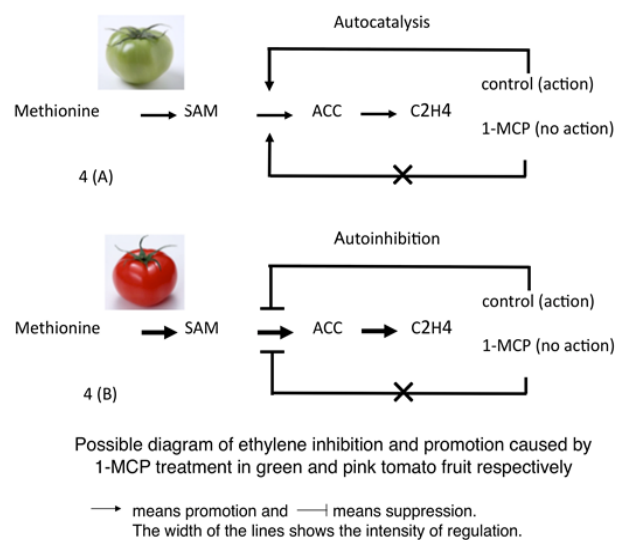 Autocatalysis
control (action)
Methionine SAM ACC C2H4
1-MCP (no action)
4 (A)
Autoinhibition
control (action)
Methionine SAM ACC C2H4
1-MCP (no action)
4 (B)
Possible diagram of ethylene inhibition and promotion caused by
1-MCP treatment in green and pink tomato fruit respectively
means promotion and means suppression.
The width of the lines shows the intensity of regulation.